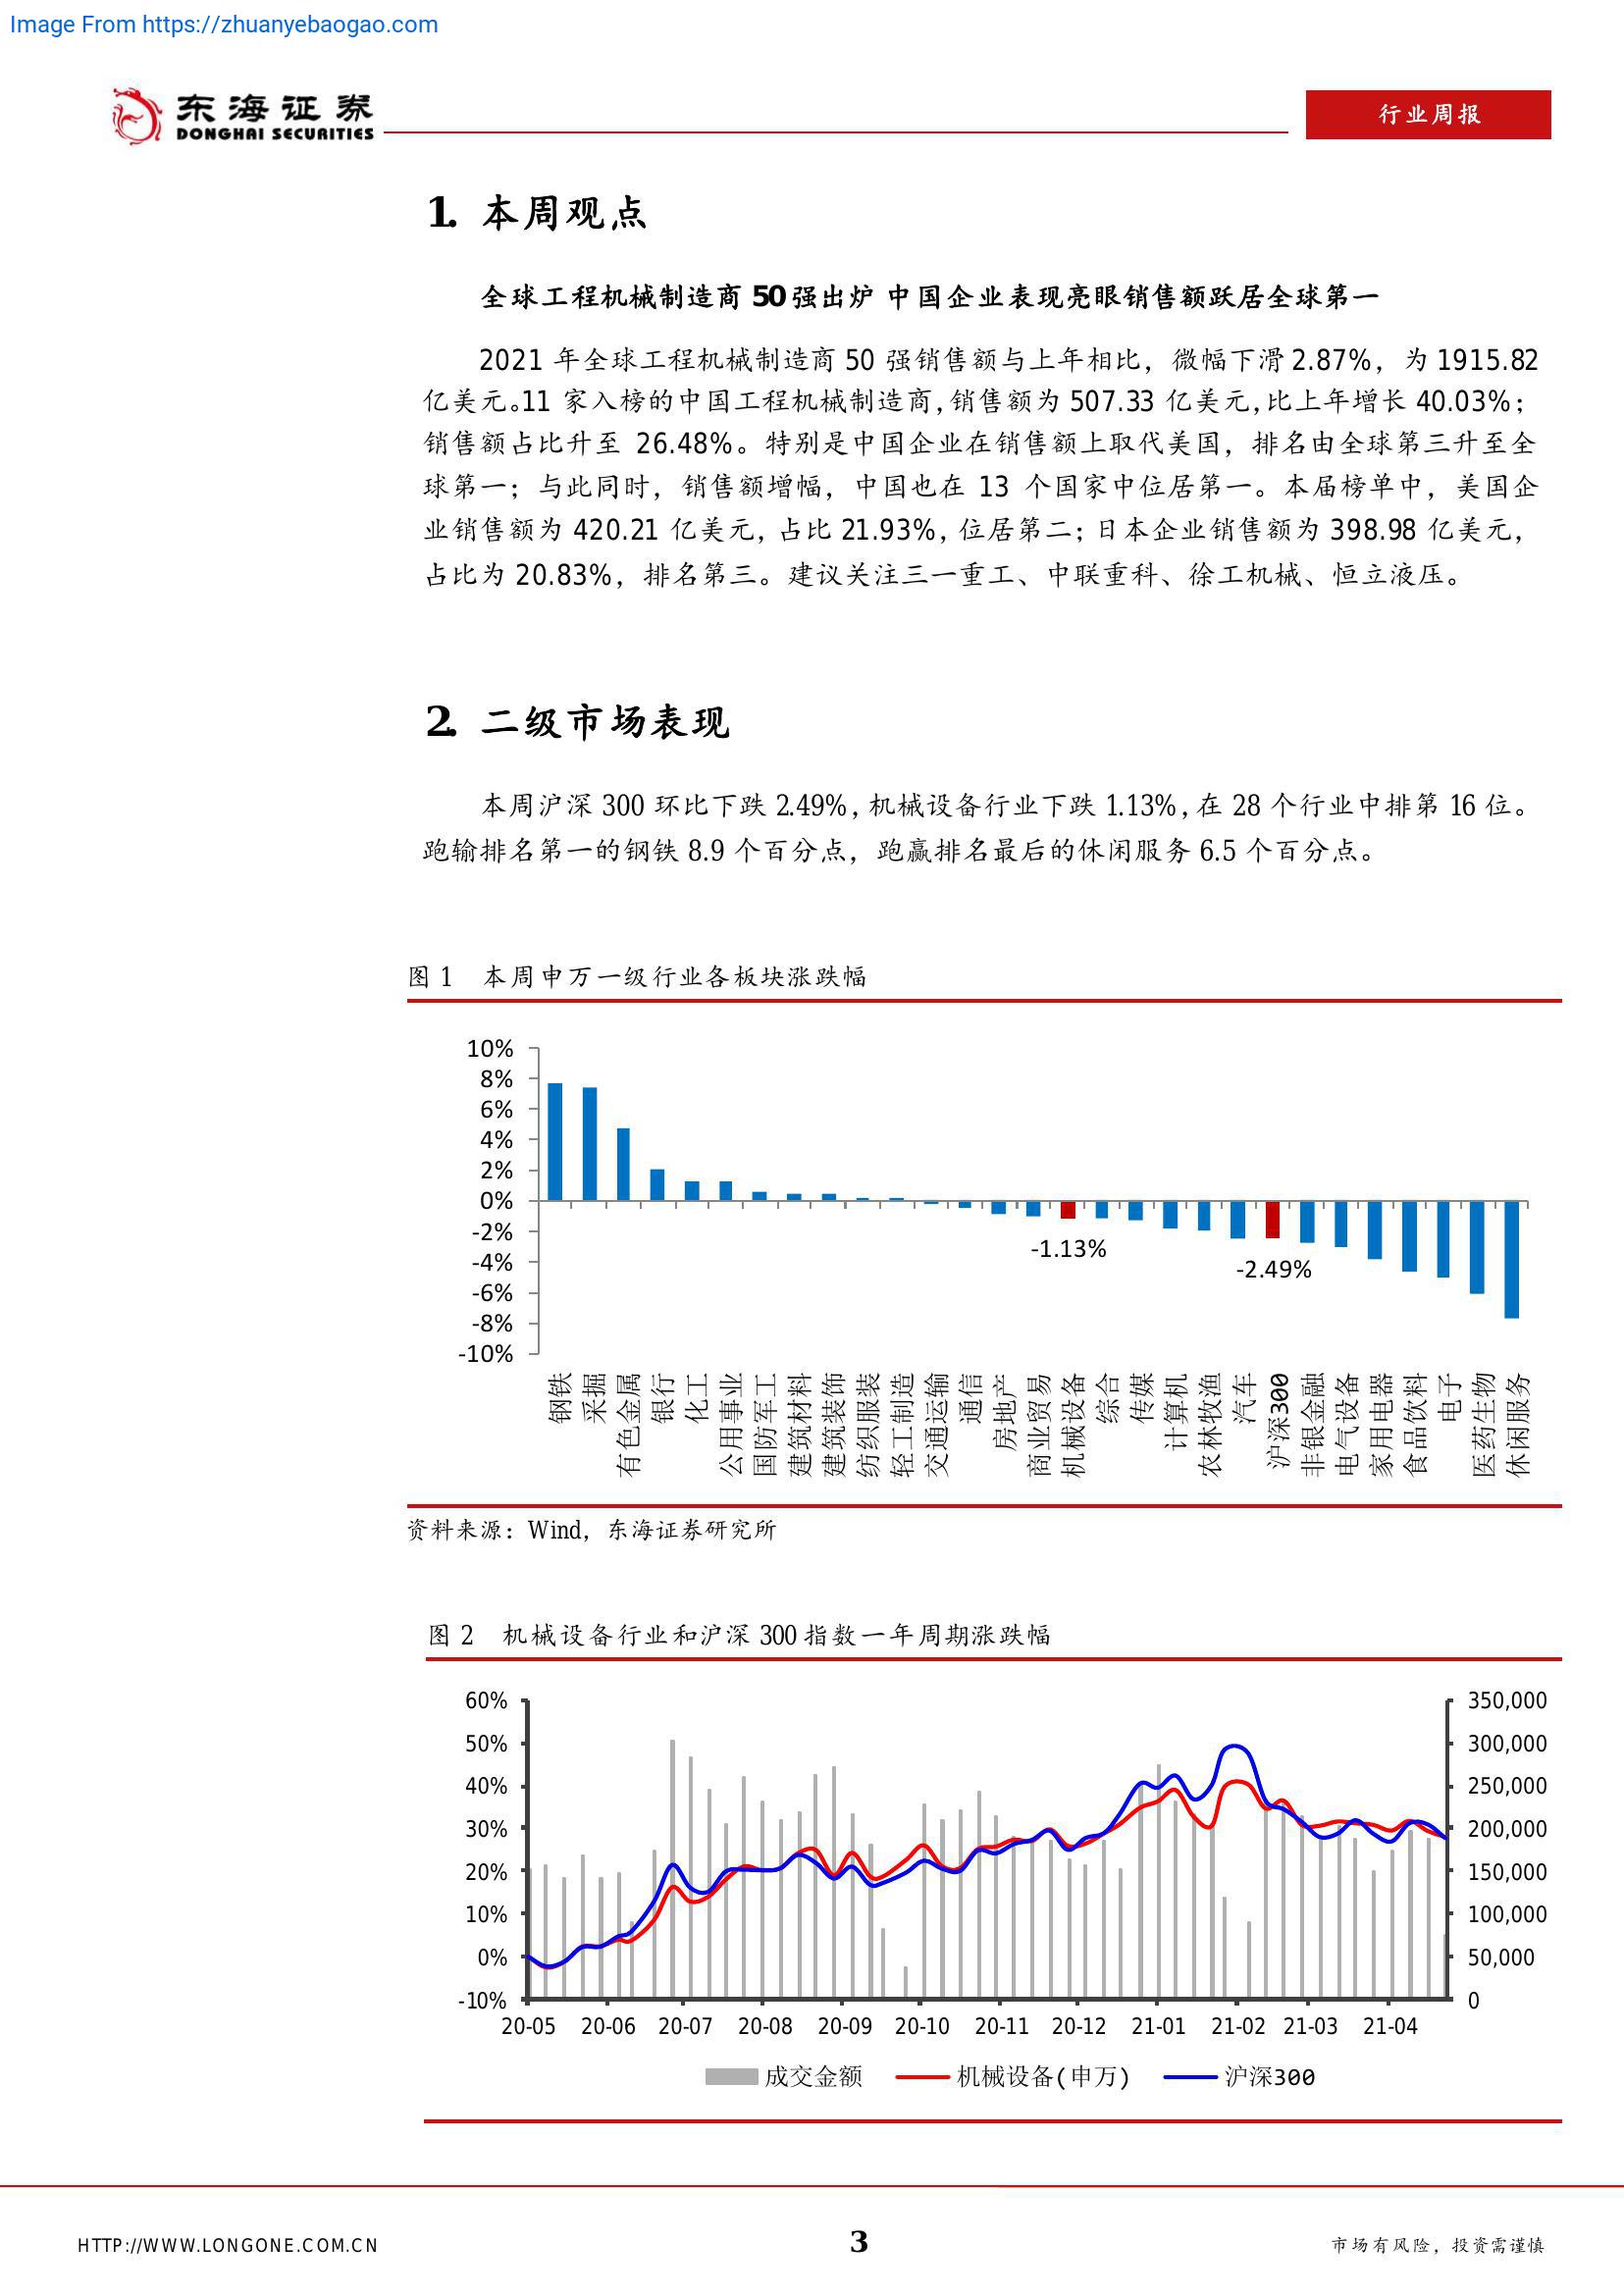 Image From https://zhuanyebaogao.com
东海证券
DONGHAI SECURITIES
行业周报
1. 本周观点
全球工程机械制造商 50 强出炉 中国企业表现亮眼销售额跃居全球第一
2021 年全球工程机械制造商 50 强销售额与上年相比，微幅下滑 2.87%，为 1915.82
亿美元。11 家入榜的中国工程机械制造商，销售额为 507.33 亿美元，比上年增长 40.03%；
销售额占比升至 26.48%。特别是中国企业在销售额上取代美国，排名由全球第三升至全
球第一；与此同时，销售额增幅，中国也在 13 个国家中位居第一。本届榜单中，美国企
业销售额为 420.21 亿美元，占比 21.93%，位居第二；日本企业销售额为 398.98 亿美元，
占比为 20.83%，排名第三。建议关注三一重工、中联重科、徐工机械、恒立液压。
2. 二级市场表现
本周沪深 300 环比下跌 2.49%，机械设备行业下跌 1.13%，在 28 个行业中排第 16 位。
跑输排名第一的钢铁 8.9 个百分点，跑赢排名最后的休闲服务 6.5 个百分点。
图 1 本周申万一级行业各板块涨跌幅
10%
8%
6%
4%
2%
0%
-2%
-4%
-6%
-8%
-10%
-1.13%
-2.49%
钢铁
采掘
有色金属
银行
化工
公用事业
国防军工
建筑材料
建筑装饰
纺织服装
轻工制造
交通运输
通信
房地产
商业贸易
机械设备
综合
传媒
计算机
农林牧渔
汽车
沪深300
非银金融
电气设备
家用电器
食品饮料
电子
医药生物
休闲服务
资料来源：Wind，东海证券研究所
图 2 机械设备行业和沪深 300 指数一年周期涨跌幅
60%
50%
40%
30%
20%
10%
0%
-10%
350,000
300,000
250,000
200,000
150,000
100,000
50,000
0
20-05 20-06 20-07 20-08 20-09 20-10 20-11 20-12 21-01 21-02 21-03 21-04
成交金额 机械设备(申万) 沪深300
HTTP://WWW.LONGONE.COM.CN
3
市场有风险，投资需谨慎